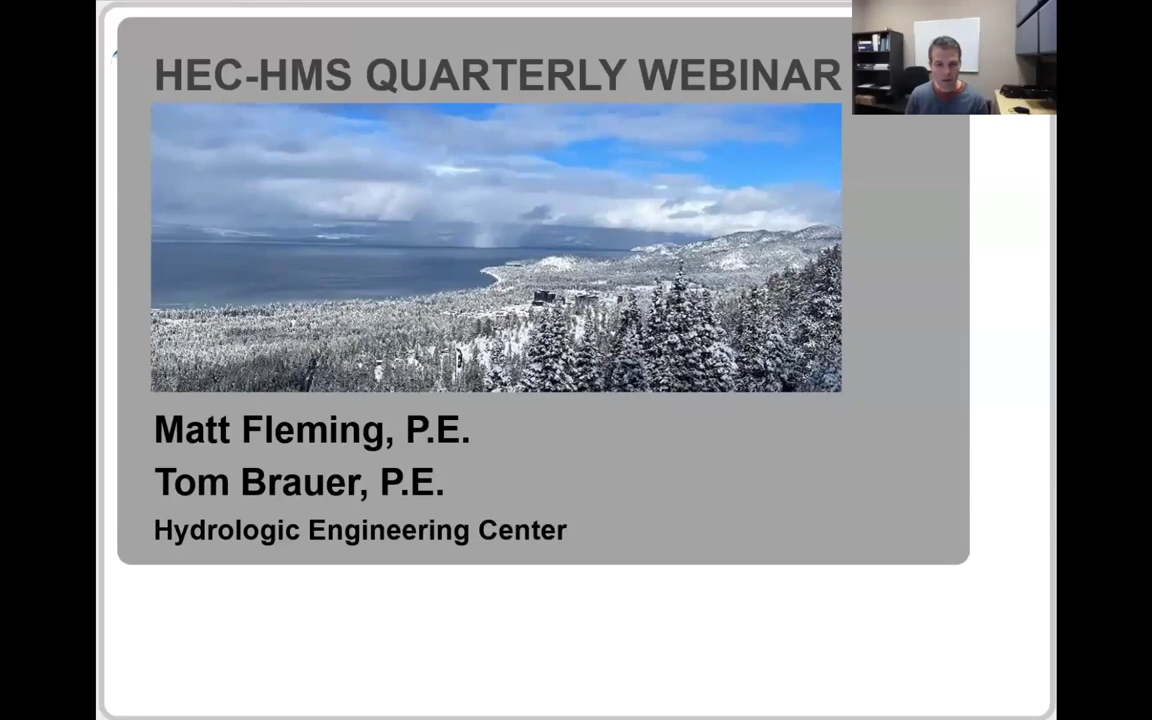 HEC-HMS QUARTERLY WEBINAR
Matt Fleming, P.E.
Tom Brauer, P.E.
Hydrologic Engineering Center